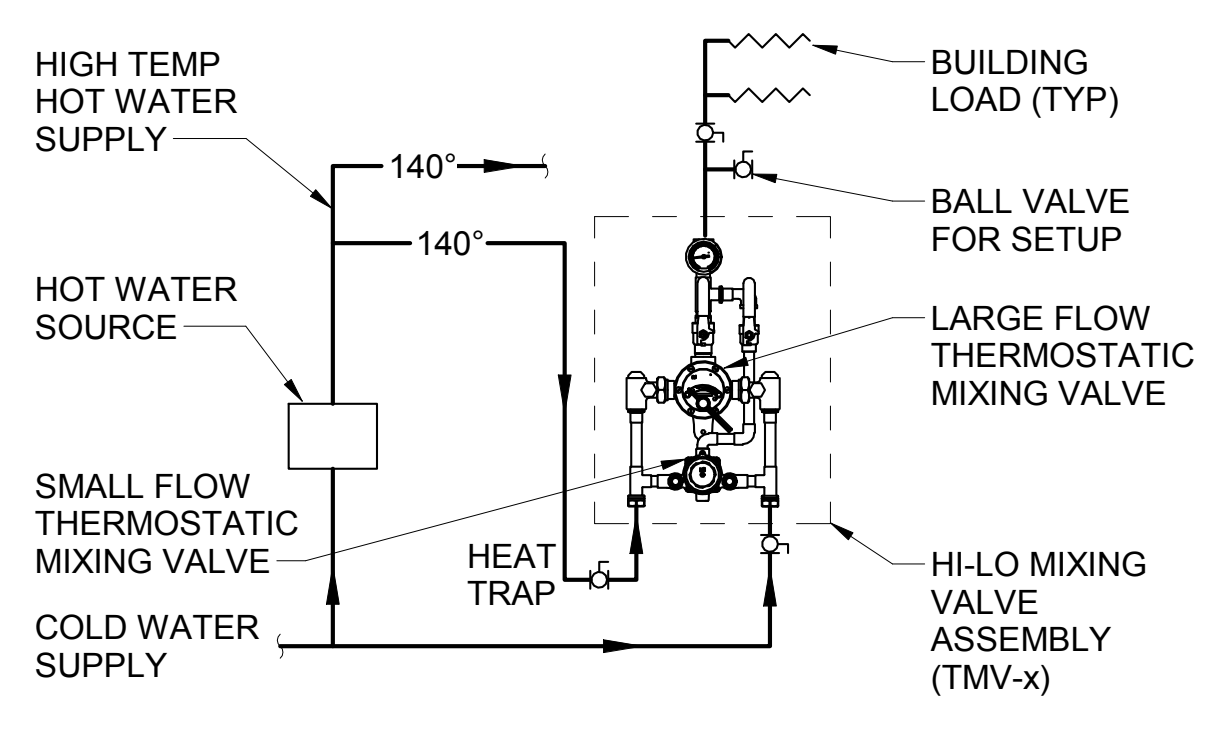 HIGH TEMP
HOT WATER
SUPPLY
140°
140°
HOT WATER
SOURCE
SMALL FLOW
THERMOSTATIC
MIXING VALVE
HEAT
TRAP
COLD WATER
SUPPLY
BUILDING
LOAD (TYP)
BALL VALVE
FOR SETUP
LARGE FLOW
THERMOSTATIC
MIXING VALVE
HI-LO MIXING
VALVE
ASSEMBLY
(TMV-x)